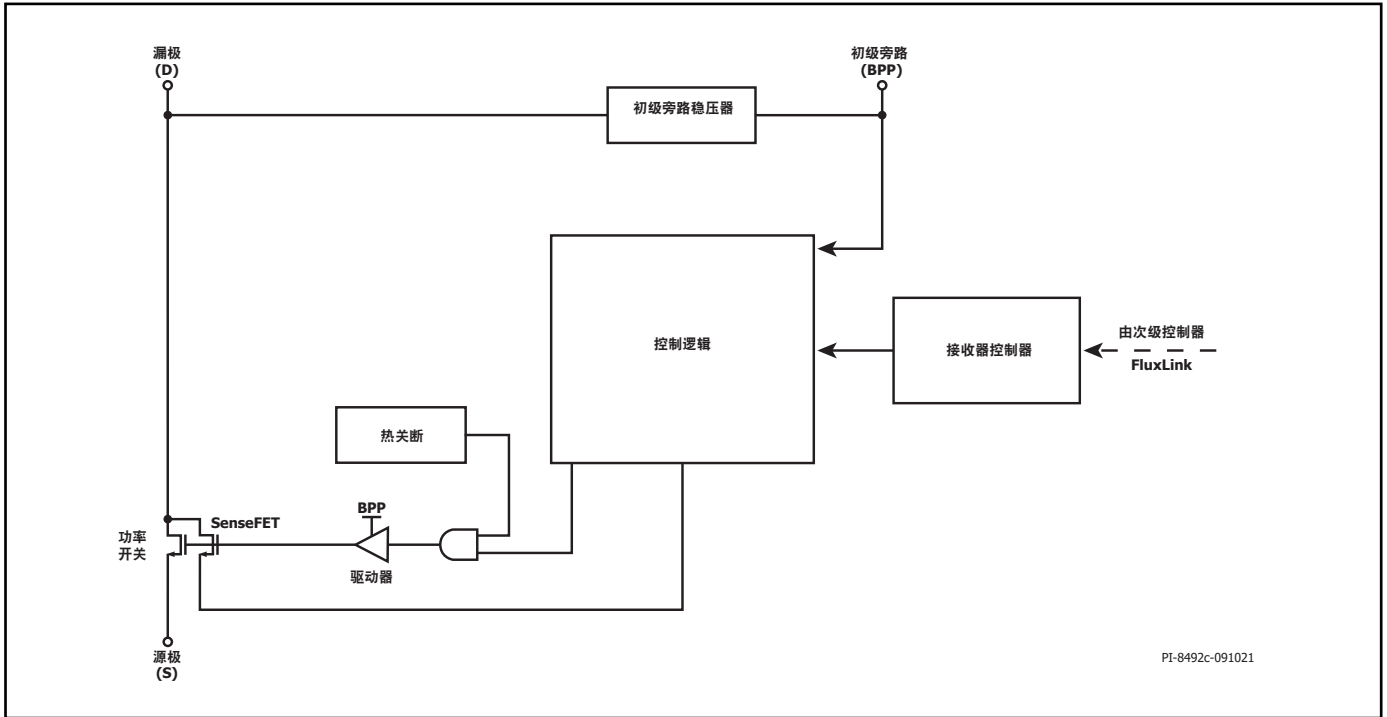 漏极
(D)
初级旁路
(BPP)
初级旁路稳压器
控制逻辑
接收器控制器
由次级控制器
FluxLink
热关断
BPP
SenseFET
功率
开关
驱动器
源极
(S)
PI-8492c-091021